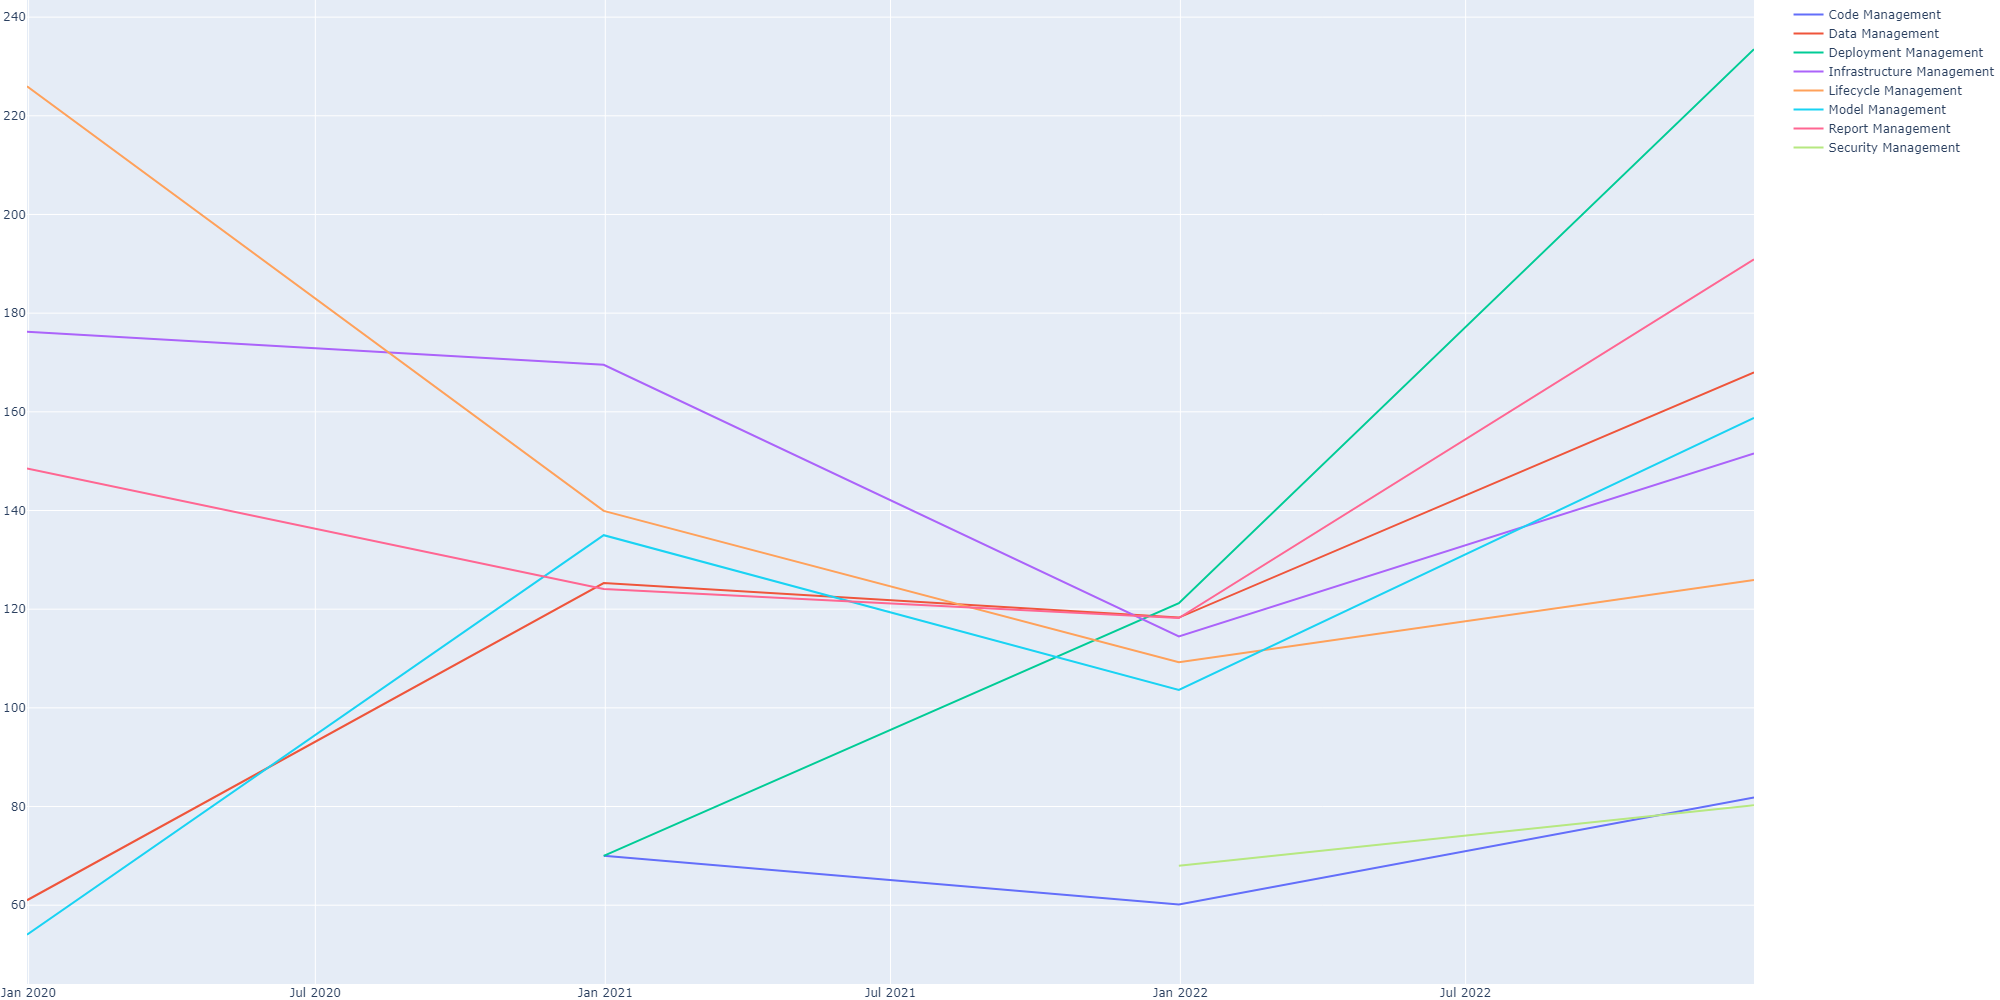 240
220
200
180
160
140
120
100
80
60
Jan 2020
Jul 2020
Jan 2021
Jul 2021
Jan 2022
Jul 2022
Code Management
Data Management
Deployment Management
Infrastructure Management
Lifecycle Management
Model Management
Report Management
Security Management